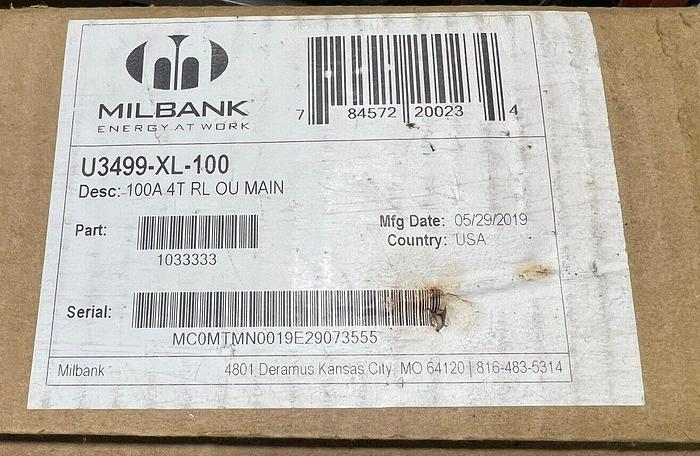 MILBANK
ENERGY AT WORK
7 84572 20023 4
U3499-XL-100
Desc: 100A 4T RL OU MAIN
Part:
1033333
Mfg Date: 05/29/2019
Country: USA
Serial:
MC0MTMN0019E29073555
Milbank 4801 Deramus Kansas City MO 64120 | 816-483-5314